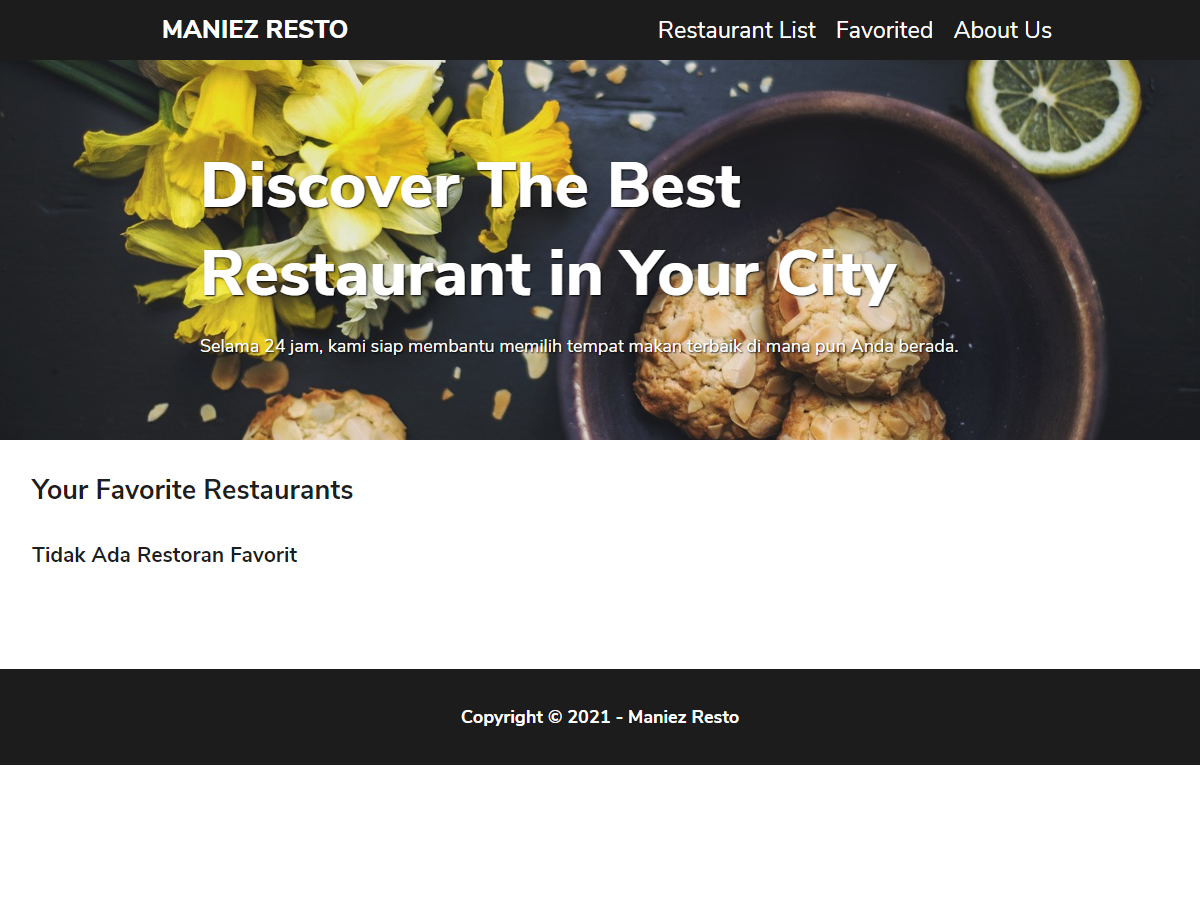 MANIEZ RESTO
Restaurant List Favorited About Us
Discover The Best
Restaurant in Your City
Selama 24 jam, kami siap membantu memilih tempat makan terbaik di mana pun Anda berada.
Your Favorite Restaurants
Tidak Ada Restoran Favorit
Copyright © 2021 - Maniez Resto